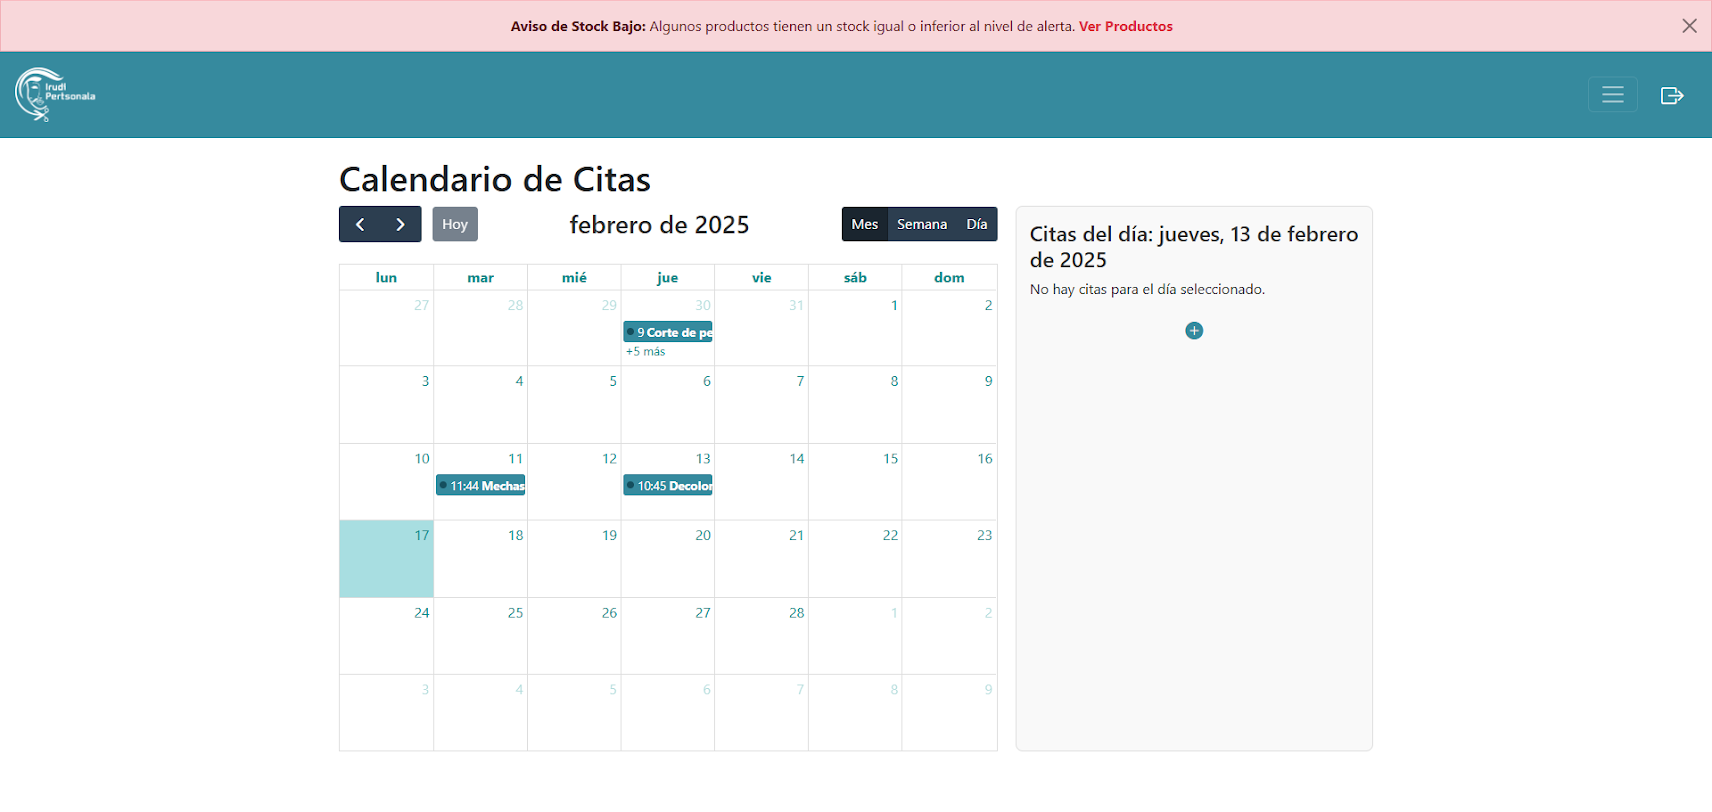 Aviso de Stock Bajo: Algunos productos tienen un stock igual o inferior al nivel de alerta. Ver Productos
Irudi
Pertsonala
Calendario de Citas
Hoy
febrero de 2025
Mes Semana Día
lun mar mié jue vie sáb dom
27 28 29 30 31 1 2
9 Corte de pe
+5 más
3 4 5 6 7 8 9
10 11 12 13 14 15 16
11:44 Mechas 10:45 Decolor
17 18 19 20 21 22 23
24 25 26 27 28 1 2
3 4 5 6 7 8 9
Citas del día: jueves, 13 de febrero
de 2025
No hay citas para el día seleccionado.